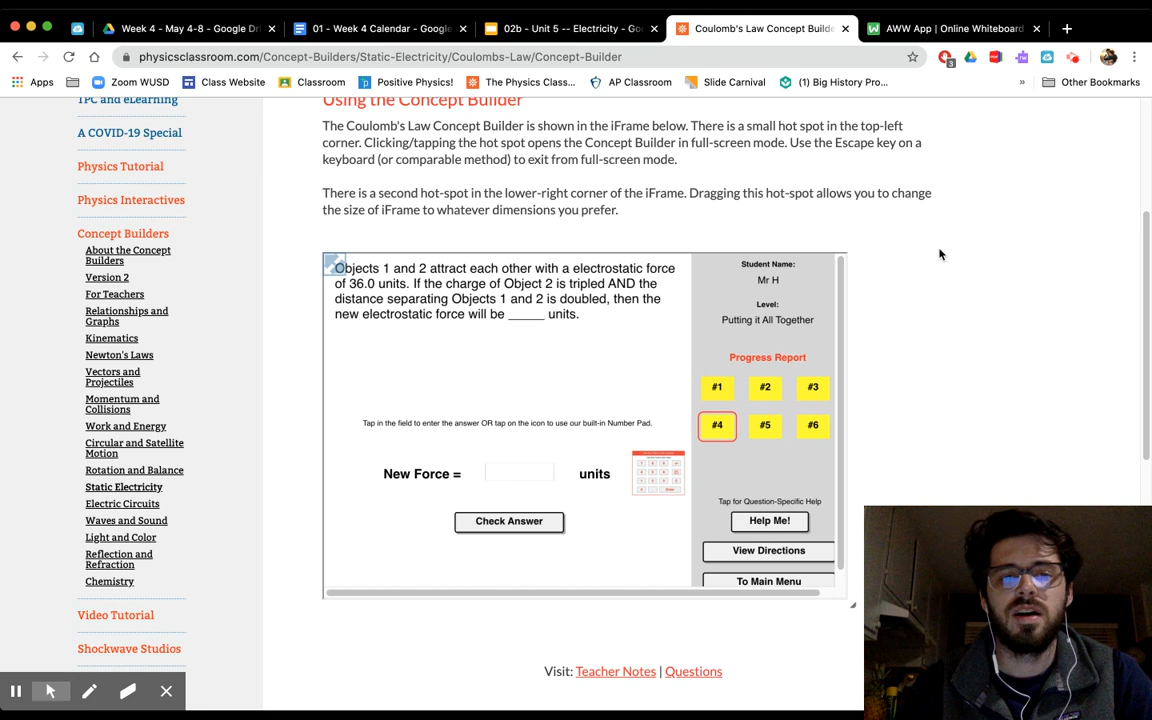 Week 4 - May 4-8 - Google Dri
01 - Week 4 Calendar - Google
02b - Unit 5 -- Electricity - Goo
Coulomb's Law Concept Builde
AWW App | Online Whiteboard
physicsclassroom.com/Concept-Builders/Static-Electricity/Coulombs-Law/Concept-Builder
3
Apps
Zoom WUSD
Class Website
Classroom
Positive Physics!
The Physics Class...
AP Classroom
Slide Carnival
(1) Big History Pro...
»
Other Bookmarks
TPC and eLearning
A COVID-19 Special
Physics Tutorial
Physics Interactives
Concept Builders
About the Concept
Builders
Version 2
For Teachers
Relationships and
Graphs
Kinematics
Newton's Laws
Vectors and
Projectiles
Momentum and
Collisions
Work and Energy
Circular and Satellite
Motion
Rotation and Balance
Static Electricity
Electric Circuits
Waves and Sound
Light and Color
Reflection and
Refraction
Chemistry
Video Tutorial
Shockwave Studios
Using the Concept Builder
The Coulomb's Law Concept Builder is shown in the iFrame below. There is a small hot spot in the top-left
corner. Clicking/tapping the hot spot opens the Concept Builder in full-screen mode. Use the Escape key on a
keyboard (or comparable method) to exit from full-screen mode.
There is a second hot-spot in the lower-right corner of the iFrame. Dragging this hot-spot allows you to change
the size of iFrame to whatever dimensions you prefer.
Objects 1 and 2 attract each other with a electrostatic force
of 36.0 units. If the charge of Object 2 is tripled AND the
distance separating Objects 1 and 2 is doubled, then the
new electrostatic force will be _____ units.
Tap in the field to enter the answer OR tap on the icon to use our built-in Number Pad.
New Force = units
Check Answer
Student Name:
Mr H
Level:
Putting it All Together
Progress Report
#1 #2 #3
#4 #5 #6
Tap for Question-Specific Help
Help Me!
View Directions
To Main Menu
Visit: Teacher Notes | Questions